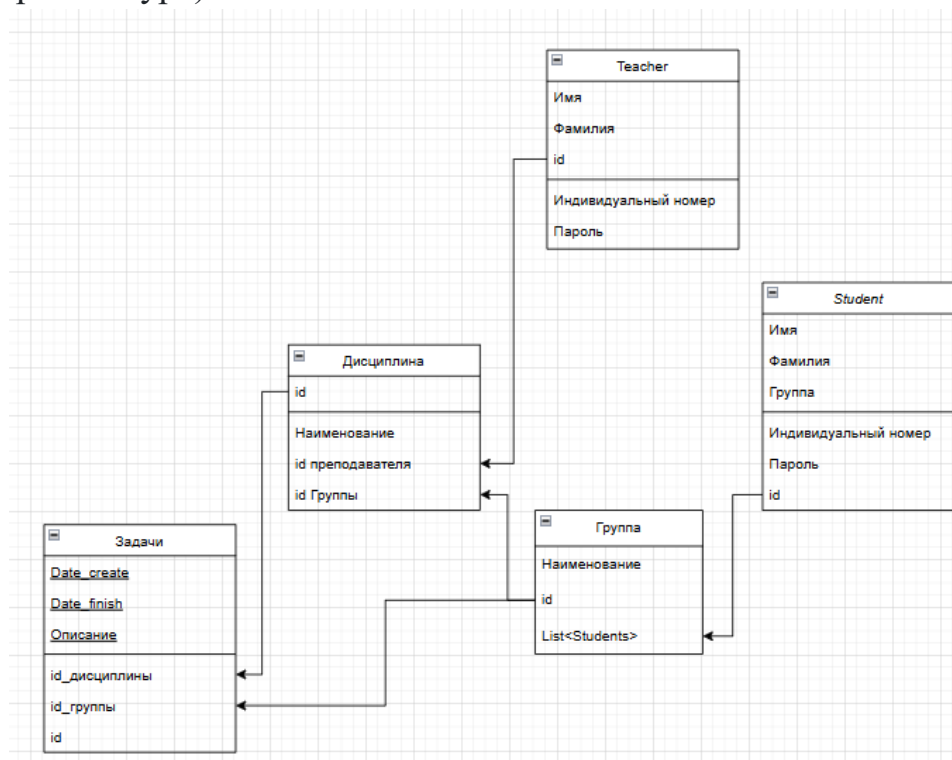 Teacher
Имя
Фамилия
id
Индивидуальный номер
Пароль
Student
Имя
Фамилия
Группа
Индивидуальный номер
Пароль
id
Дисциплина
id
Наименование
id преподавателя
id Группы
Группа
Наименование
id
List<Students>
Задачи
Date_create
Date_finish
Описание
id_дисциплины
id_группы
id